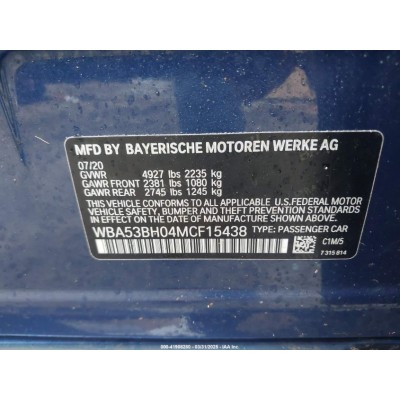 MFD BY BAYERISCHE MOTOREN WERKE AG
07/20
GVWR 4927 lbs 2235 kg
GAWR FRONT 2381 lbs 1080 kg
GAWR REAR 2745 lbs 1245 kg
THIS VEHICLE CONFORMS TO ALL APPLICABLE U.S. FEDERAL MOTOR
VEHICLE SAFETY, BUMPER, AND THEFT PREVENTION STANDARDS IN
EFFECT ON THE DATE OF MANUFACTURE SHOWN ABOVE.
WBA53BH04MCF15438 TYPE: PASSENGER CAR
C1M/5
7 315 814